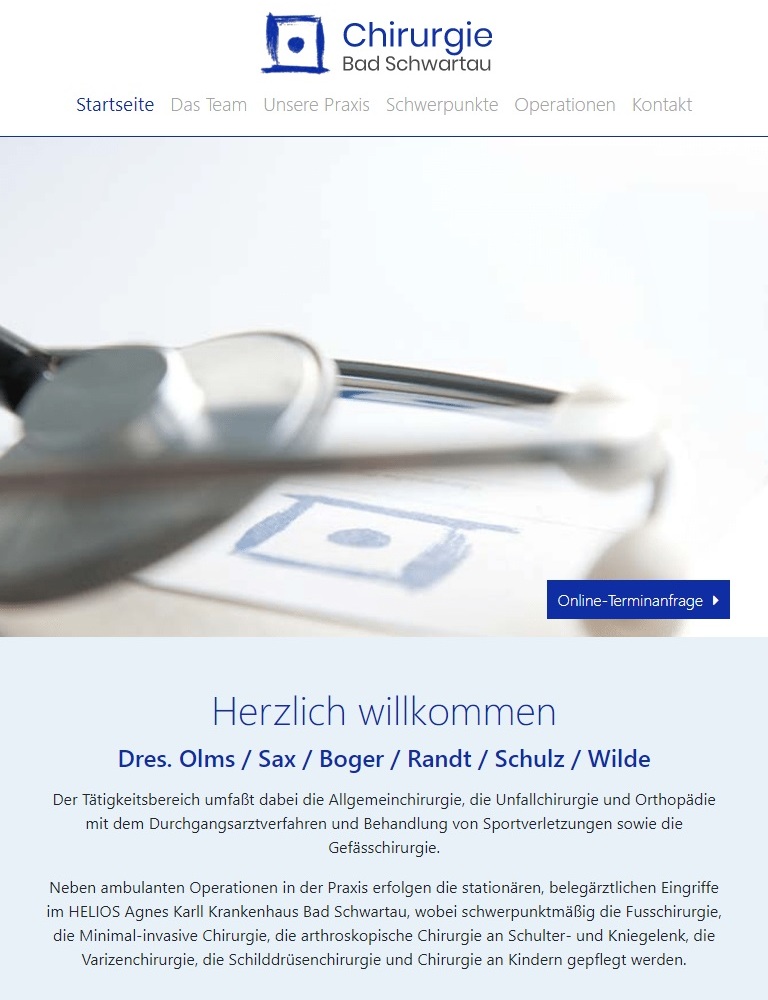 Chirurgie
Bad Schwartau
Startseite Das Team Unsere Praxis Schwerpunkte Operationen Kontakt
Online-Terminanfrage
Herzlich willkommen
Dres. Olms / Sax / Boger / Randt / Schulz / Wilde
Der Tätigkeitsbereich umfaßt dabei die Allgemeinchirurgie, die Unfallchirurgie und Orthopädie
mit dem Durchgangsarztverfahren und Behandlung von Sportverletzungen sowie die
Gefässchirurgie.
Neben ambulanten Operationen in der Praxis erfolgen die stationären, belegärztlichen Eingriffe
im HELIOS Agnes Karll Krankenhaus Bad Schwartau, wobei schwerpunktmäßig die Fusschirurgie,
die Minimal-invasive Chirurgie, die arthroskopische Chirurgie an Schulter- und Kniegelenk, die
Varizenchirurgie, die Schilddrüsenchirurgie und Chirurgie an Kindern gepflegt werden.